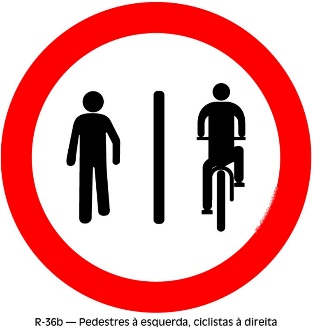 R-36b — Pedestres à esquerda, ciclistas à direita